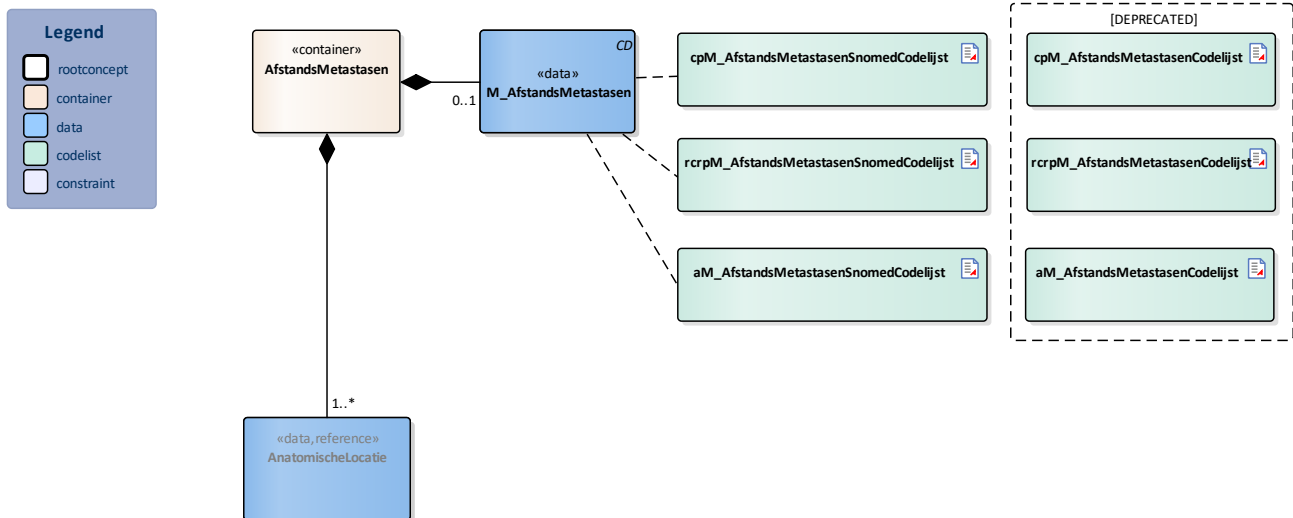 Legend
rootconcept
container
data
codelist
constraint
«container»
AfstandsMetastasen
0..1
CD
«data»
M_AfstandsMetastasen
cpM_AfstandsMetastasenSnomedCodelijst
rcrpM_AfstandsMetastasenSnomedCodelijst
aM_AfstandsMetastasenSnomedCodelijst
[DEPRECATED]
cpM_AfstandsMetastasenCodelijst
rcrpM_AfstandsMetastasenCodelijst
aM_AfstandsMetastasenCodelijst
1..*
«data,reference»
AnatomischeLocatie